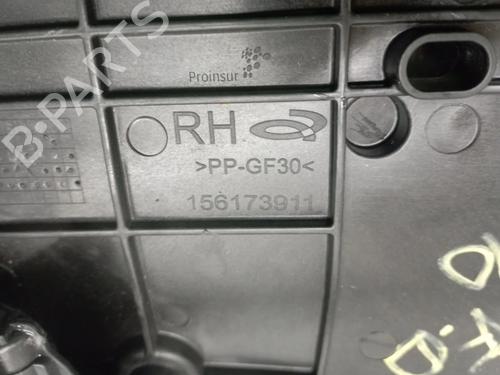 B-PARTS
Proinsur
RH
>PP-GF30<
156173911